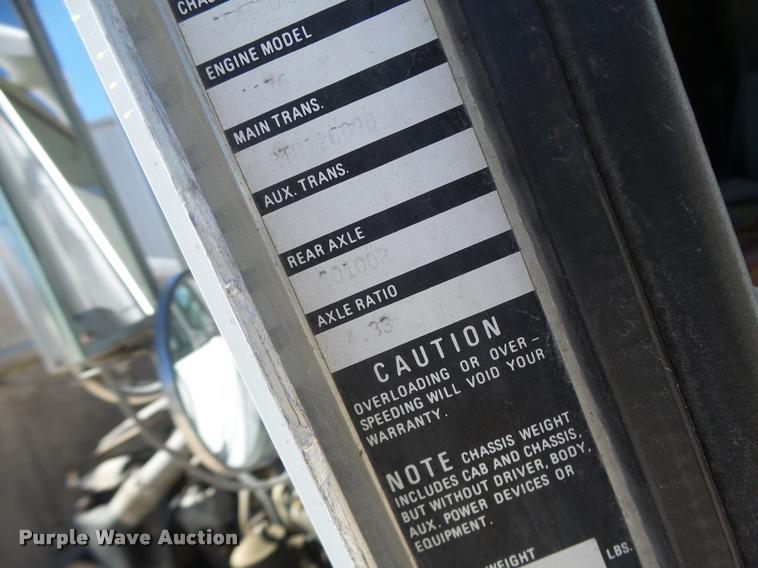 ENGINE MODEL
MAIN TRANS.
AUX. TRANS.
REAR AXLE
AXLE RATIO
4.33
CAUTION
OVERLOADING OR OVER-
SPEEDING WILL VOID YOUR
WARRANTY.
NOTE CHASSIS WEIGHT
INCLUDES CAB AND CHASSIS,
BUT WITHOUT DRIVER, BODY,
AUX. POWER DEVICES OR
EQUIPMENT.
WEIGHT
LBS.
Purple Wave Auction